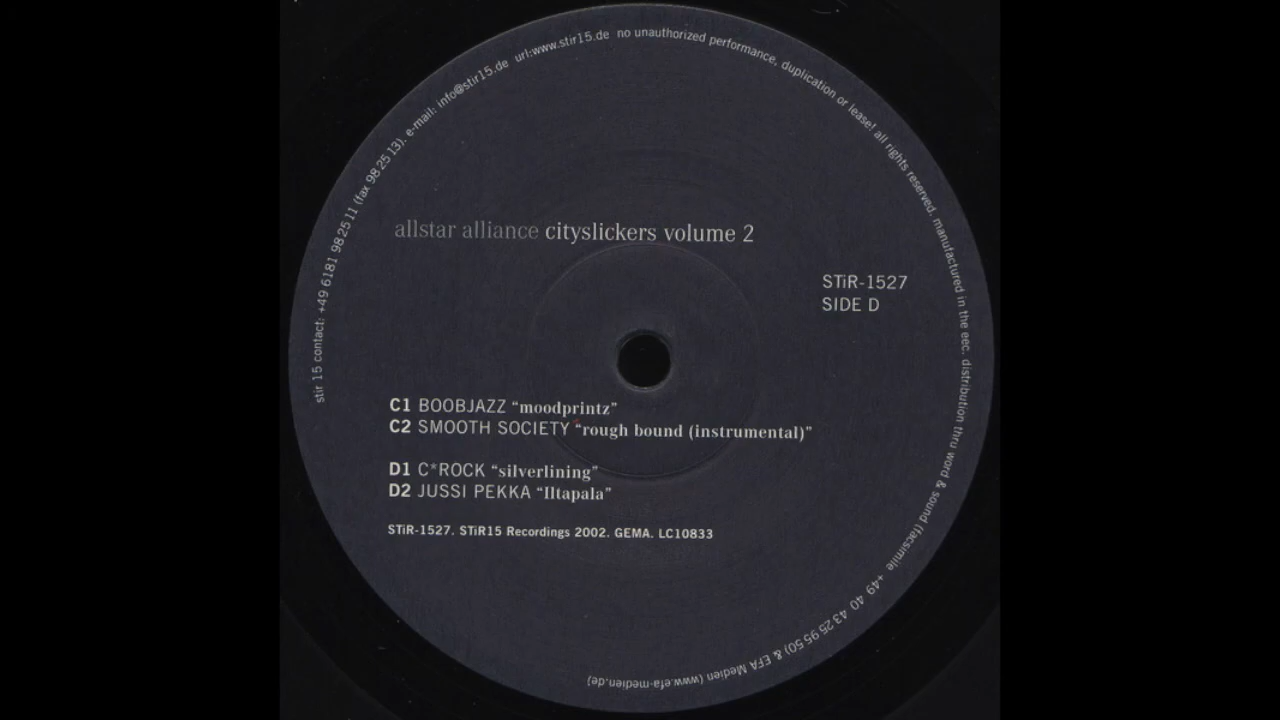 stir 15 contact: +49 6181 98 25 11 (fax 98 25 13). e-mail: info@stir15.de url:www.stir15.de no unauthorized performance, duplication or lease! all rights reserved. manufactured in the eec. distribution thru word & sound (facsimile +49 40 43 25 95 50) & EFA Medien (www.efa-medien.de)
allstar alliance cityslickers volume 2
STiR-1527
SIDE D
C1 BOOBJAZZ “moodprintz”
C2 SMOOTH SOCIETY “rough bound (instrumental)”
D1 C*ROCK “silverlining”
D2 JUSSI PEKKA “Iltapala”
STiR-1527. STiR15 Recordings 2002. GEMA. LC10833